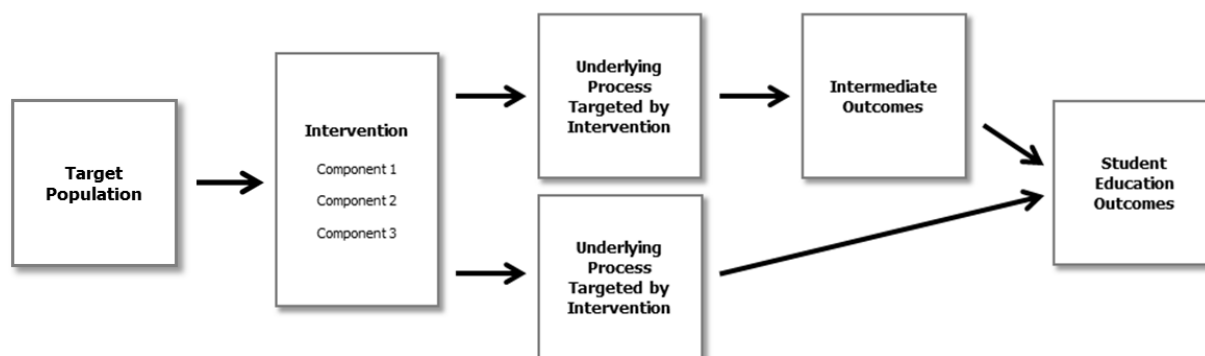 Target
Population
Intervention
Component 1
Component 2
Component 3
Underlying
Process
Targeted by
Intervention
Intermediate
Outcomes
Underlying
Process
Targeted by
Intervention
Student
Education
Outcomes